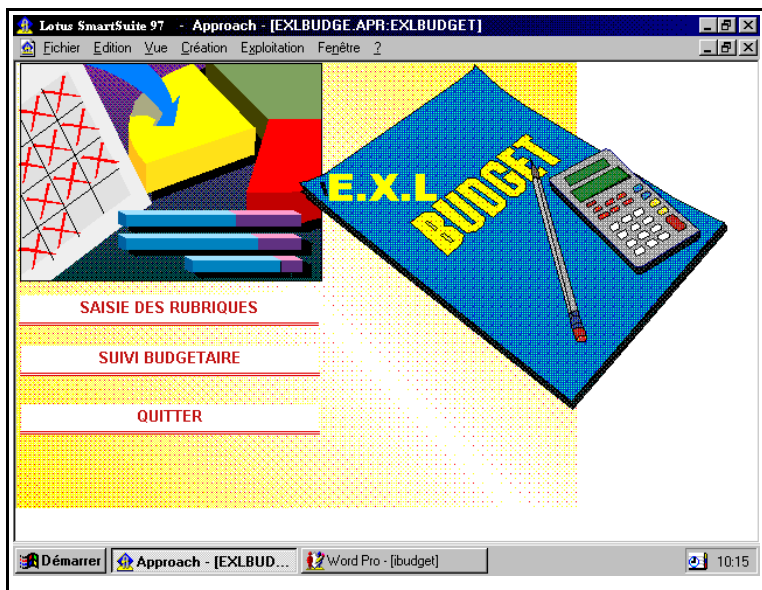 Lotus SmartSuite 97 - Approach - [EXLBUDGE.APR:EXLBUDGET]
Fichier Edition Vue Création Exploitation Fenêtre ?
E.X.L
BUDGET
SAISIE DES RUBRIQUES
SUIVI BUDGETAIRE
QUITTER
Démarrer Approach - [EXLBUD... Word Pro - [ibudget] 10:15